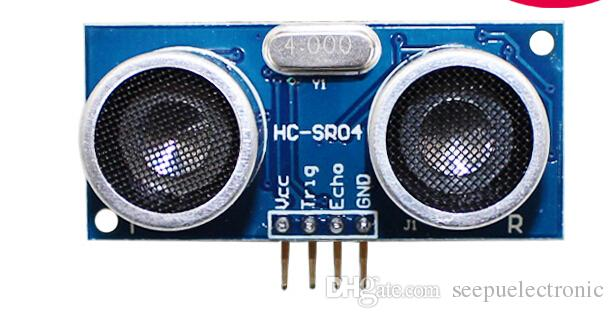 4.000
Y1
HC-SR04
Vcc
Trig
Echo
GND
T
J1
R
DHgate.com
seepuelectronic